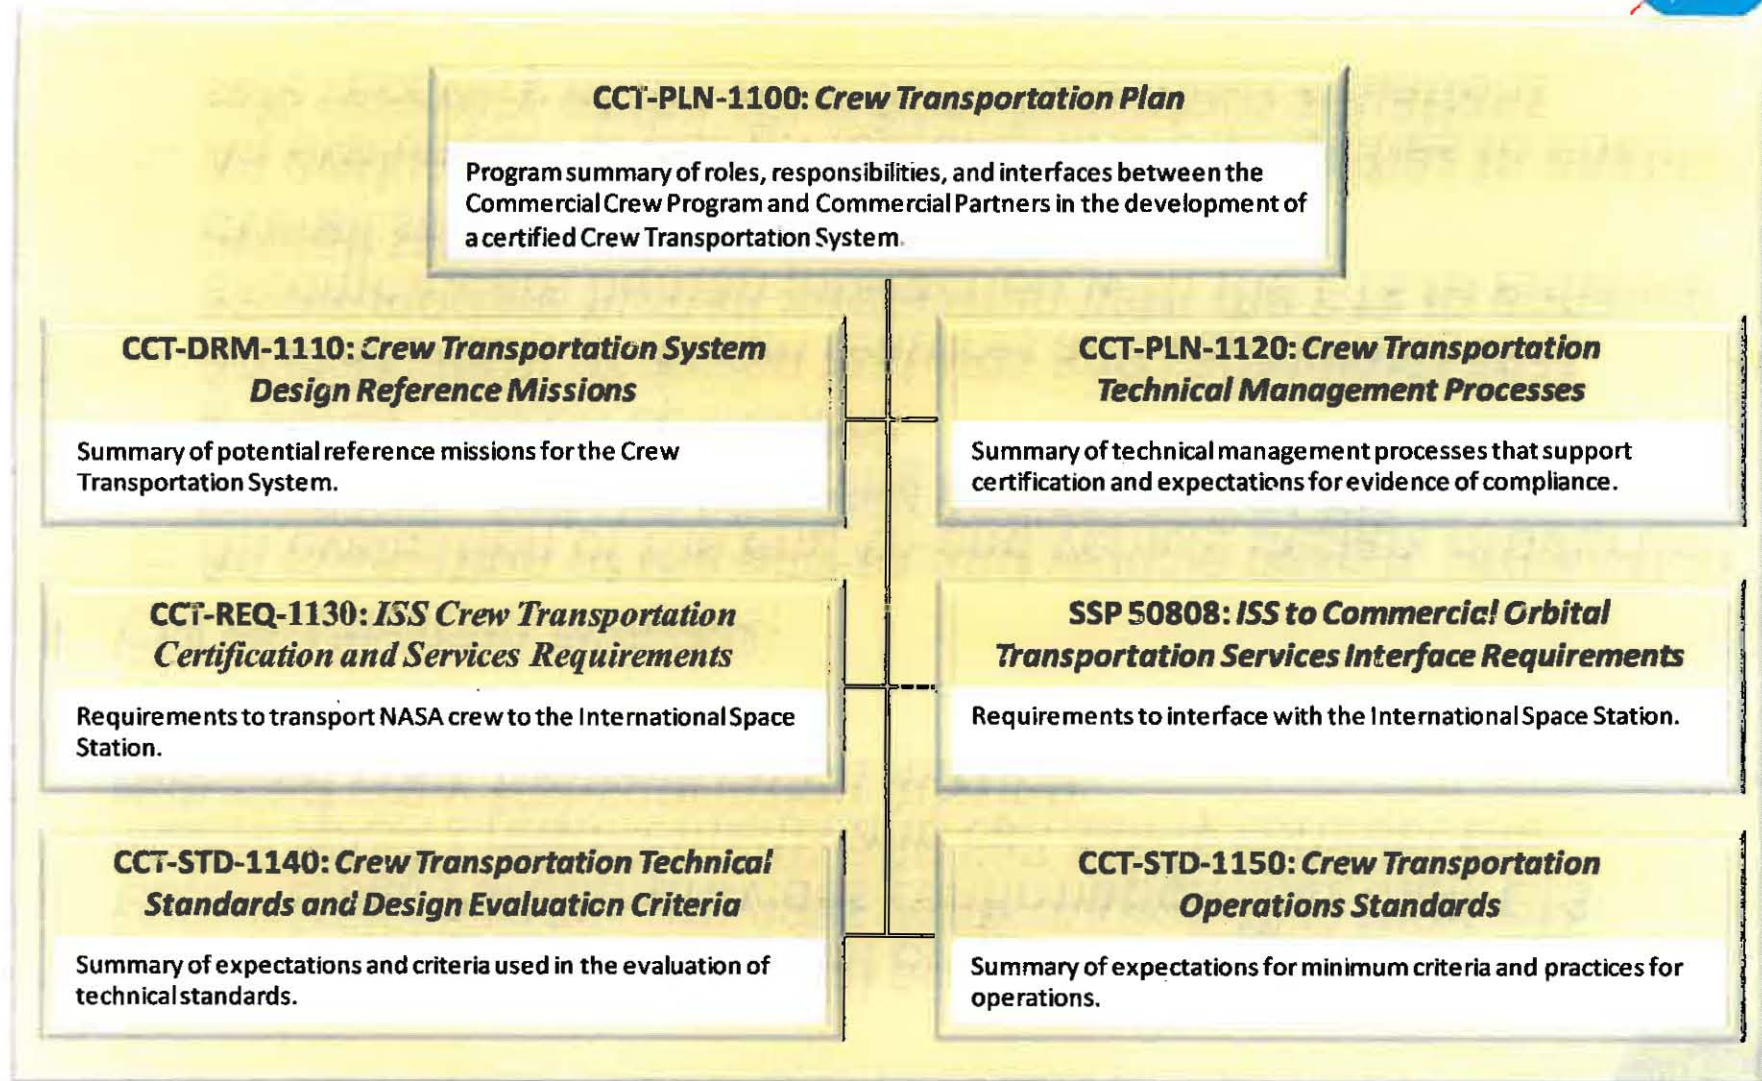 CCT-PLN-1100: Crew Transportation Plan
Program summary of roles, responsibilities, and interfaces between the
Commercial Crew Program and Commercial Partners in the development of
a certified Crew Transportation System.
CCT-DRM-1110: Crew Transportation System
Design Reference Missions
Summary of potential reference missions for the Crew
Transportation System.
CCT-PLN-1120: Crew Transportation
Technical Management Processes
Summary of technical management processes that support
certification and expectations for evidence of compliance.
CCT-REQ-1130: ISS Crew Transportation
Certification and Services Requirements
Requirements to transport NASA crew to the International Space
Station.
SSP 50808: ISS to Commercial Orbital
Transportation Services Interface Requirements
Requirements to interface with the International Space Station.
CCT-STD-1140: Crew Transportation Technical
Standards and Design Evaluation Criteria
Summary of expectations and criteria used in the evaluation of
technical standards.
CCT-STD-1150: Crew Transportation
Operations Standards
Summary of expectations for minimum criteria and practices for
operations.